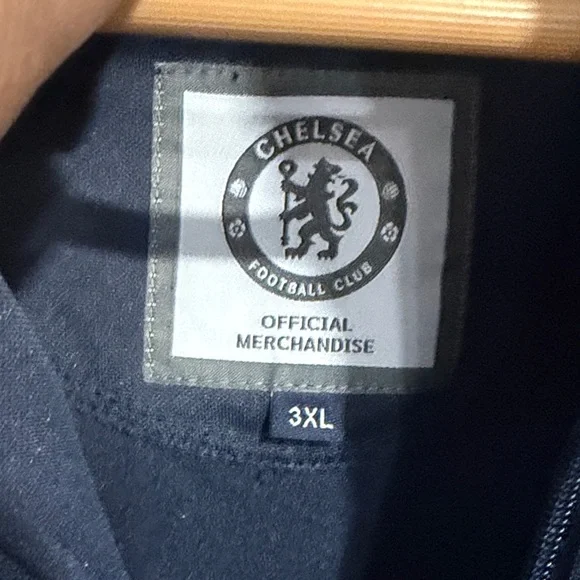 CHELSEA
FOOTBALL CLUB
OFFICIAL
MERCHANDISE
3XL